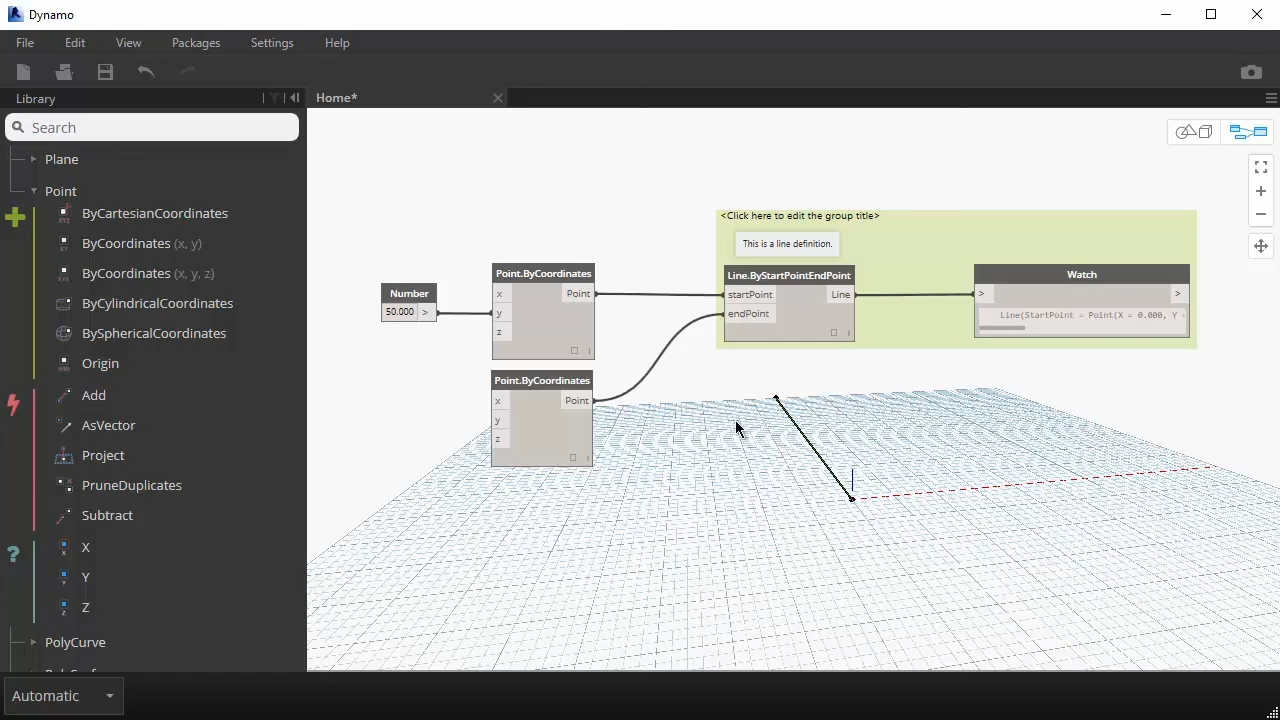 Dynamo
File Edit View Packages Settings Help
Library
Home*
Search
Plane
Point
ByCartesianCoordinates
ByCoordinates (x, y)
ByCoordinates (x, y, z)
ByCylindricalCoordinates
BySphericalCoordinates
Origin
Add
AsVector
Project
PruneDuplicates
Subtract
X
Y
Z
PolyCurve
Automatic
Number
50.000 >
Point.ByCoordinates
x Point
y
z
Point.ByCoordinates
x Point
y
z
<Click here to edit the group title>
This is a line definition.
Line.ByStartPointEndPoint
startPoint Line
endPoint
Watch
> >
Line(StartPoint = Point(X = 0.000, Y =